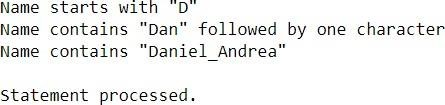 Name starts with "D"
Name contains "Dan" followed by one character
Name contains "Daniel_Andrea"
Statement processed.